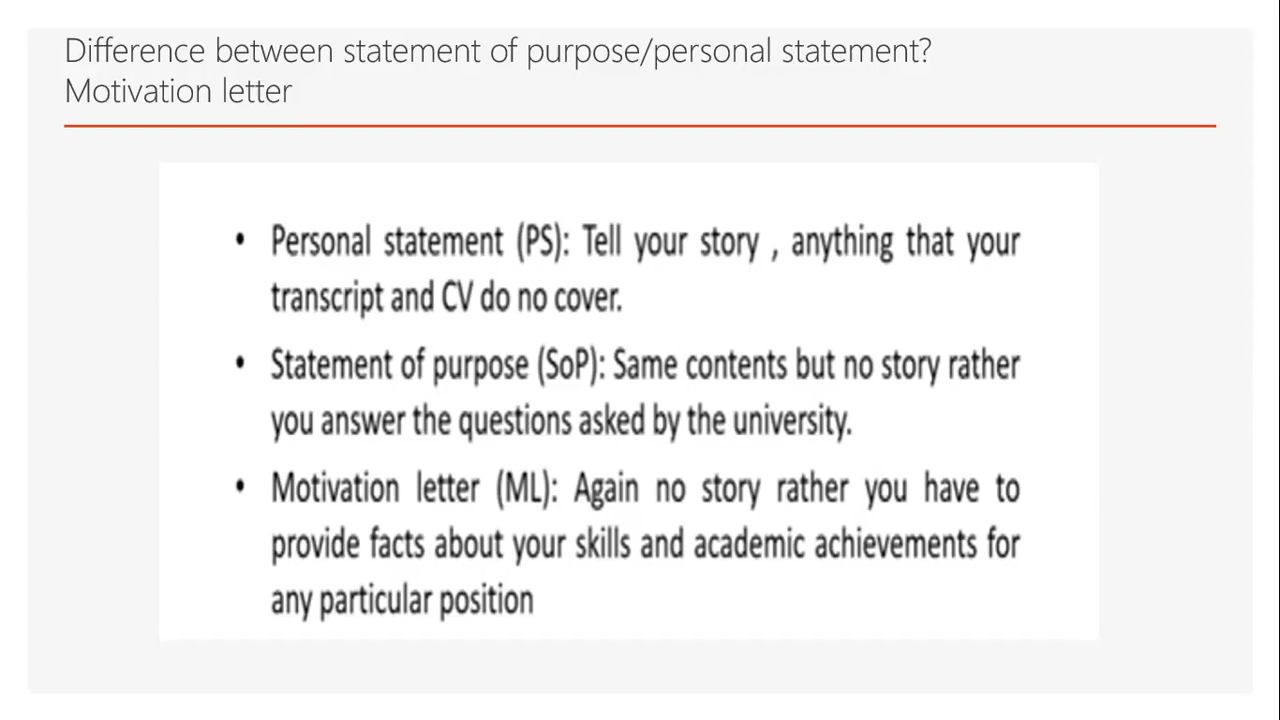 Difference between statement of purpose/personal statement?
Motivation letter
• Personal statement (PS): Tell your story , anything that your
transcript and CV do no cover.
• Statement of purpose (SoP): Same contents but no story rather
you answer the questions asked by the university.
• Motivation letter (ML): Again no story rather you have to
provide facts about your skills and academic achievements for
any particular position